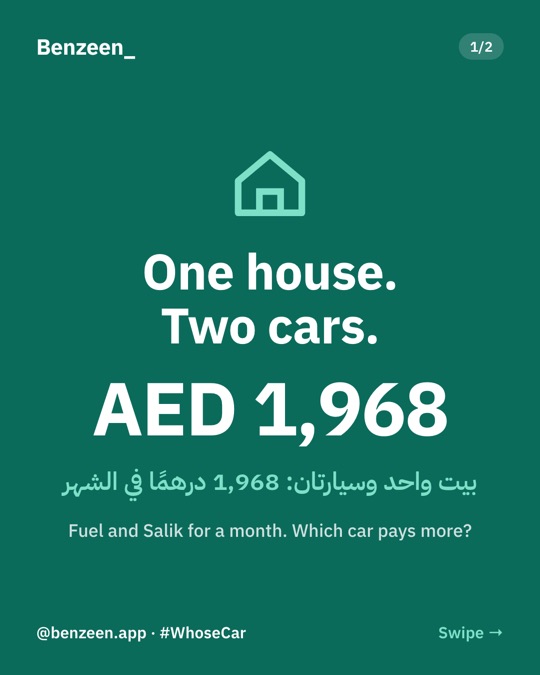 Benzeen_
1/2
One house.
Two cars.
AED 1,968
بيت واحد وسيارتان: 1,968 درهمًا في الشهر
Fuel and Salik for a month. Which car pays more?
@benzeen.app · #WhoseCar
Swipe →